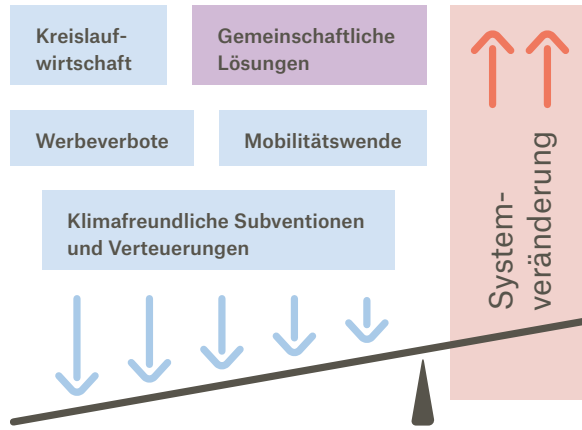 Kreislauf-
wirtschaft
Gemeinschaftliche
Lösungen
Werbeverbote
Mobilitätswende
Klimafreundliche Subventionen
und Verteuerungen
System-
veränderung